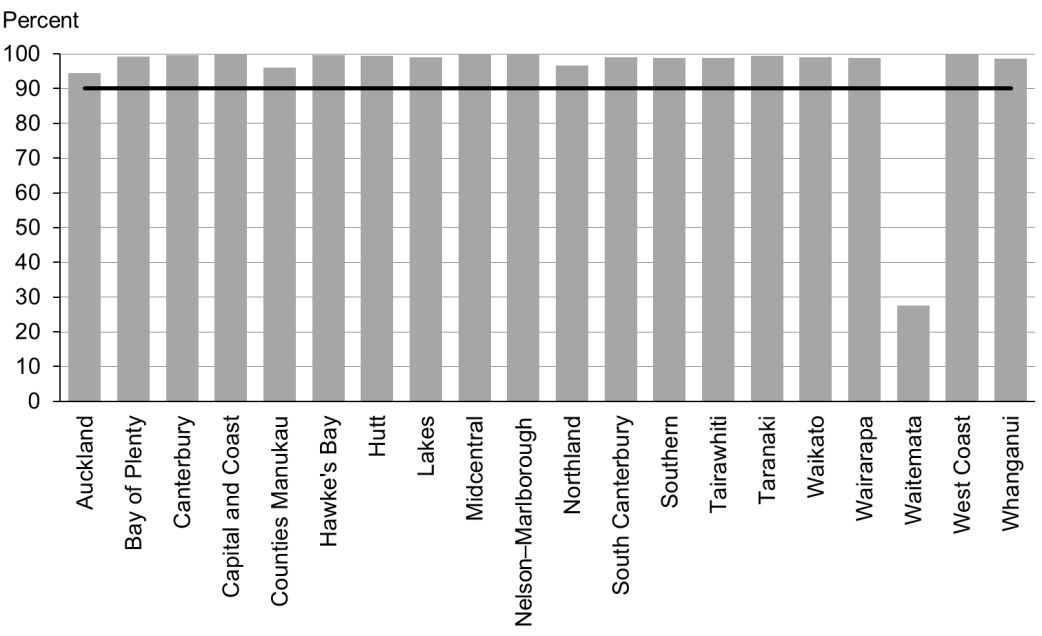 Percent
100
90
80
70
60
50
40
30
20
10
0
Auckland
Bay of Plenty
Canterbury
Capital and Coast
Counties Manukau
Hawke's Bay
Hutt
Lakes
Midcentral
Nelson–Marlborough
Northland
South Canterbury
Southern
Tairawhiti
Taranaki
Waikato
Wairarapa
Waitemata
West Coast
Whanganui